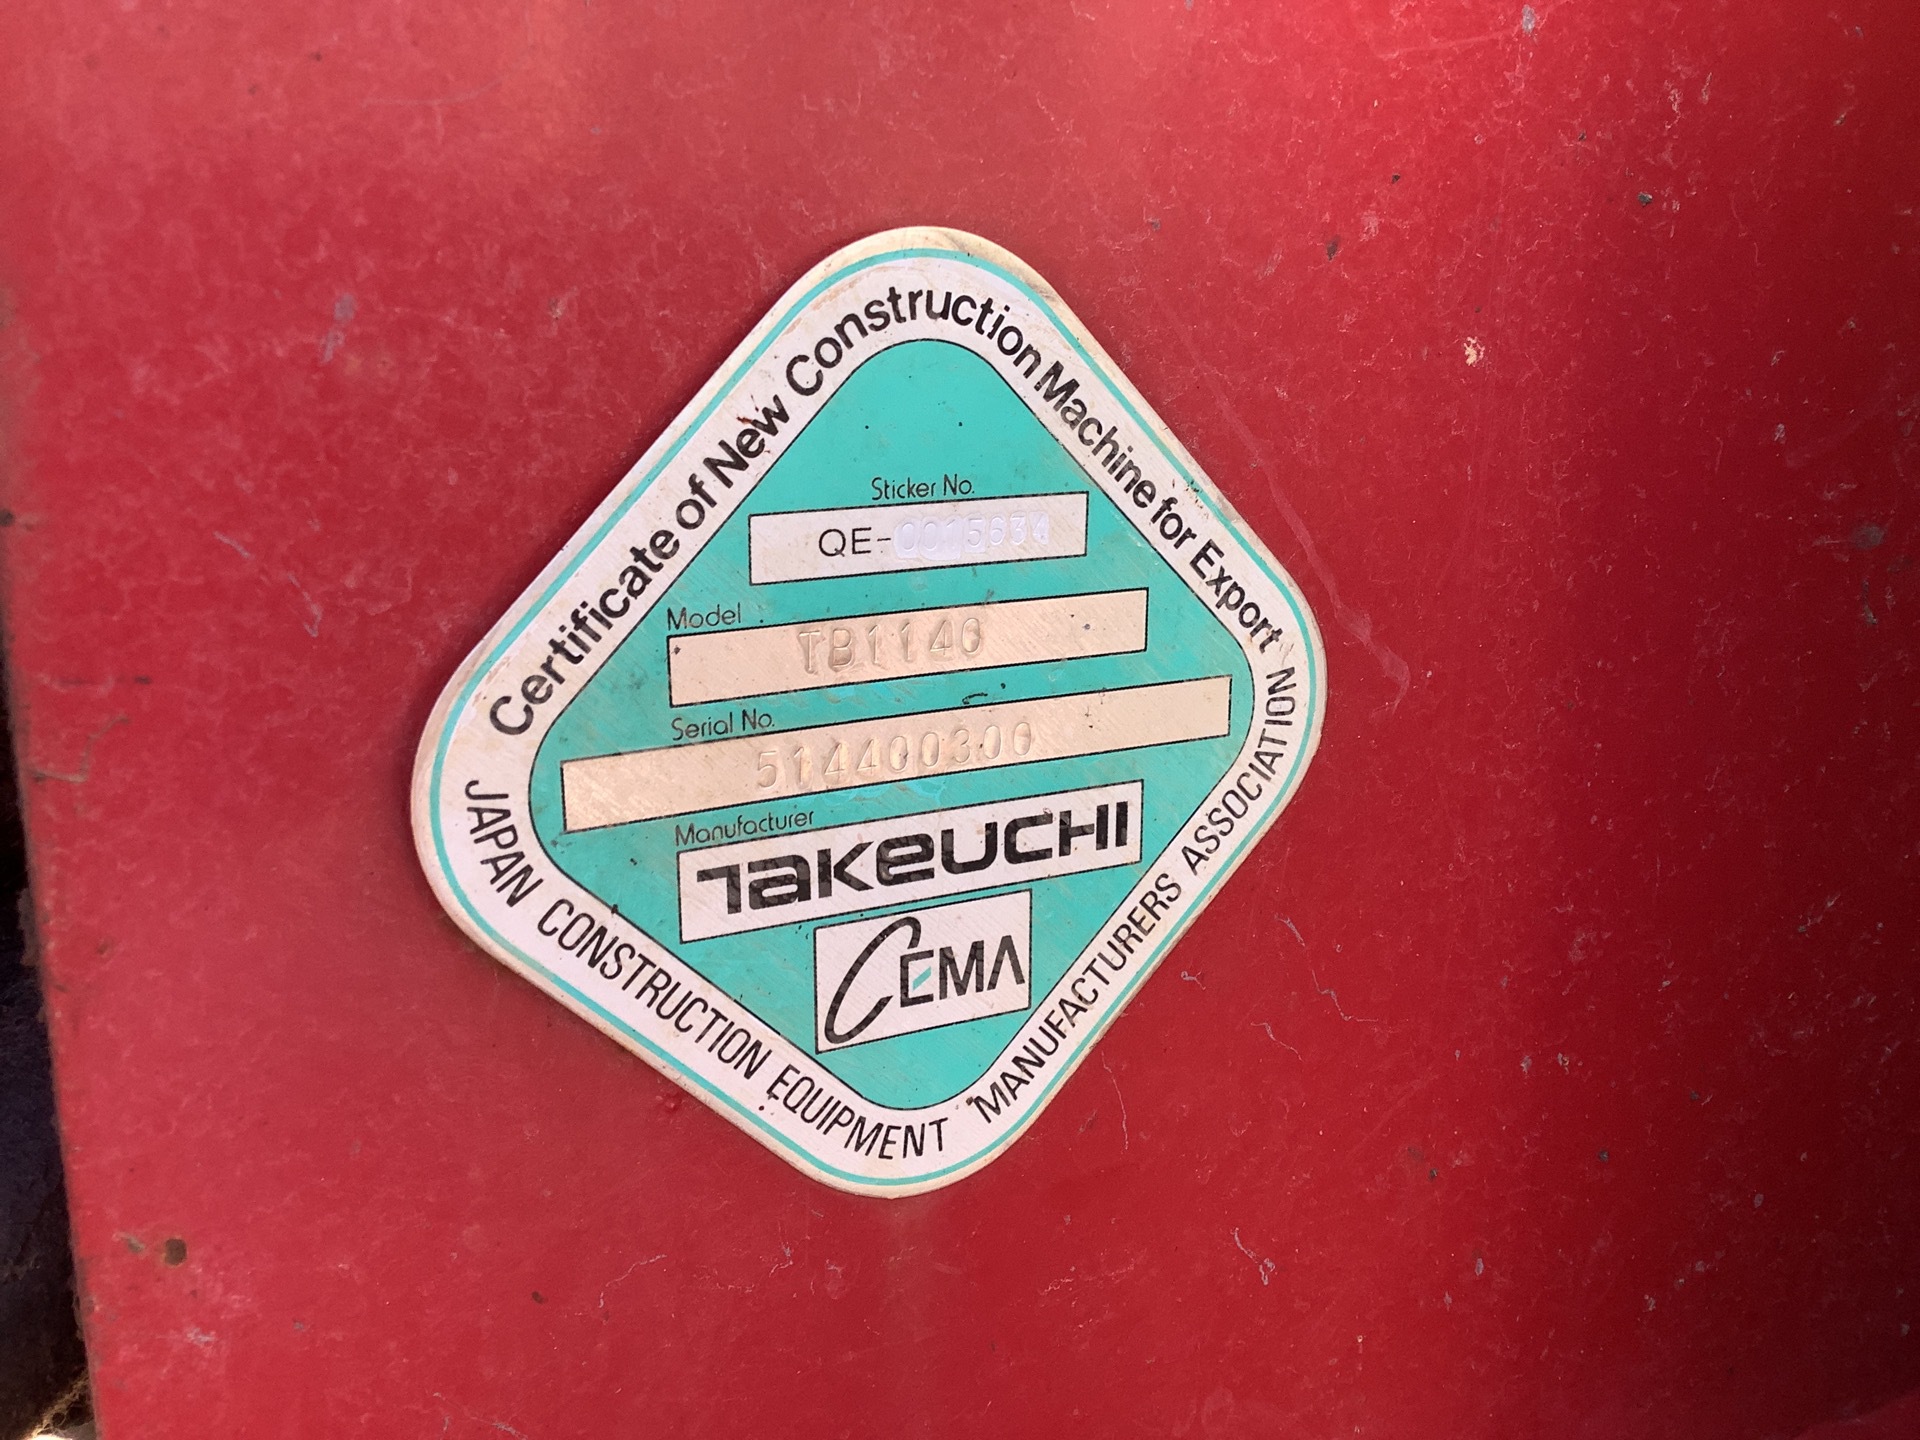 Certificate of New Construction Machine for Export
Sticker No.
QE-0015634
Model
TB1140
Serial No.
514400300
Manufacturer
TAKEUCHI
CEMA
JAPAN CONSTRUCTION EQUIPMENT MANUFACTURERS ASSOCIATION